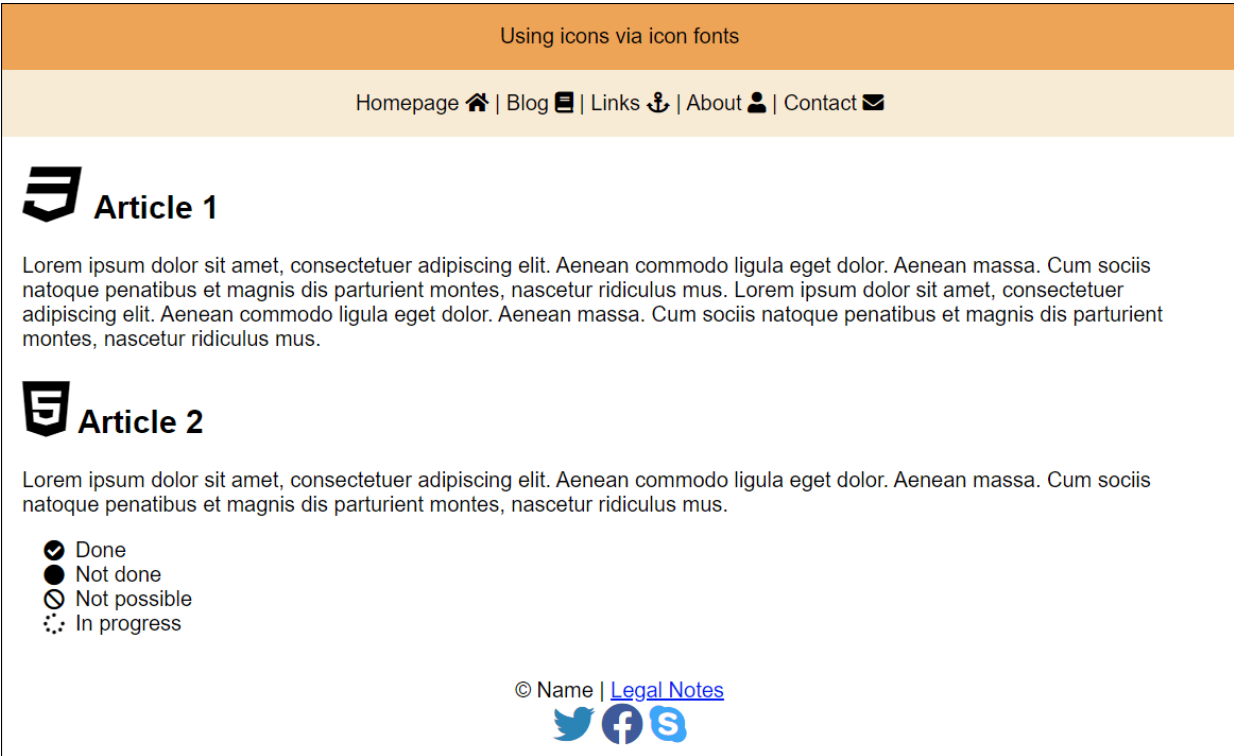 Using icons via icon fonts
Homepage | Blog | Links | About | Contact
Article 1
Lorem ipsum dolor sit amet, consectetuer adipiscing elit. Aenean commodo ligula eget dolor. Aenean massa. Cum sociis
natoque penatibus et magnis dis parturient montes, nascetur ridiculus mus. Lorem ipsum dolor sit amet, consectetuer
adipiscing elit. Aenean commodo ligula eget dolor. Aenean massa. Cum sociis natoque penatibus et magnis dis parturient
montes, nascetur ridiculus mus.
Article 2
Lorem ipsum dolor sit amet, consectetuer adipiscing elit. Aenean commodo ligula eget dolor. Aenean massa. Cum sociis
natoque penatibus et magnis dis parturient montes, nascetur ridiculus mus.
Done
Not done
Not possible
In progress
© Name | Legal Notes